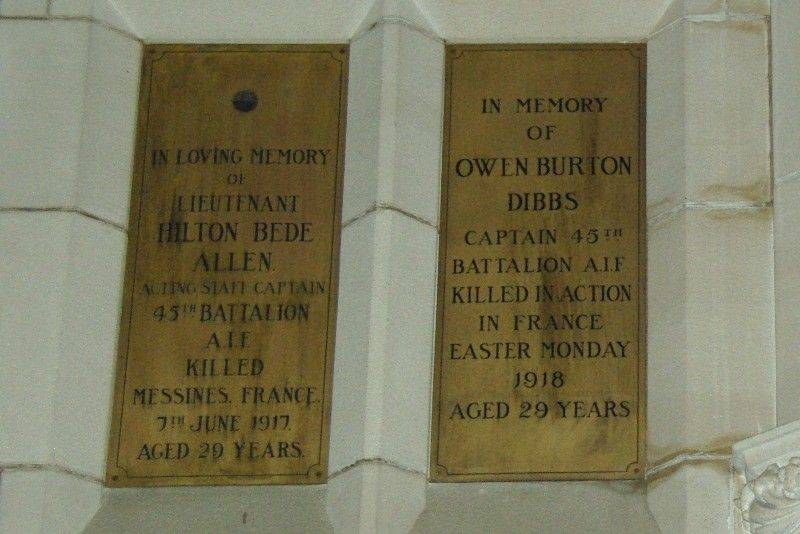 IN LOVING MEMORY
OF
LIEUTENANT
HILTON BEDE
ALLEN.
ACTING STAFF CAPTAIN
45TH BATTALION
A.I.F
KILLED
MESSINES, FRANCE.
7TH JUNE 1917.
AGED 29 YEARS.
IN MEMORY
OF
OWEN BURTON
DIBBS
CAPTAIN 45TH
BATTALION A.I.F
KILLED IN ACTION
IN FRANCE
EASTER MONDAY
1918
AGED 29 YEARS